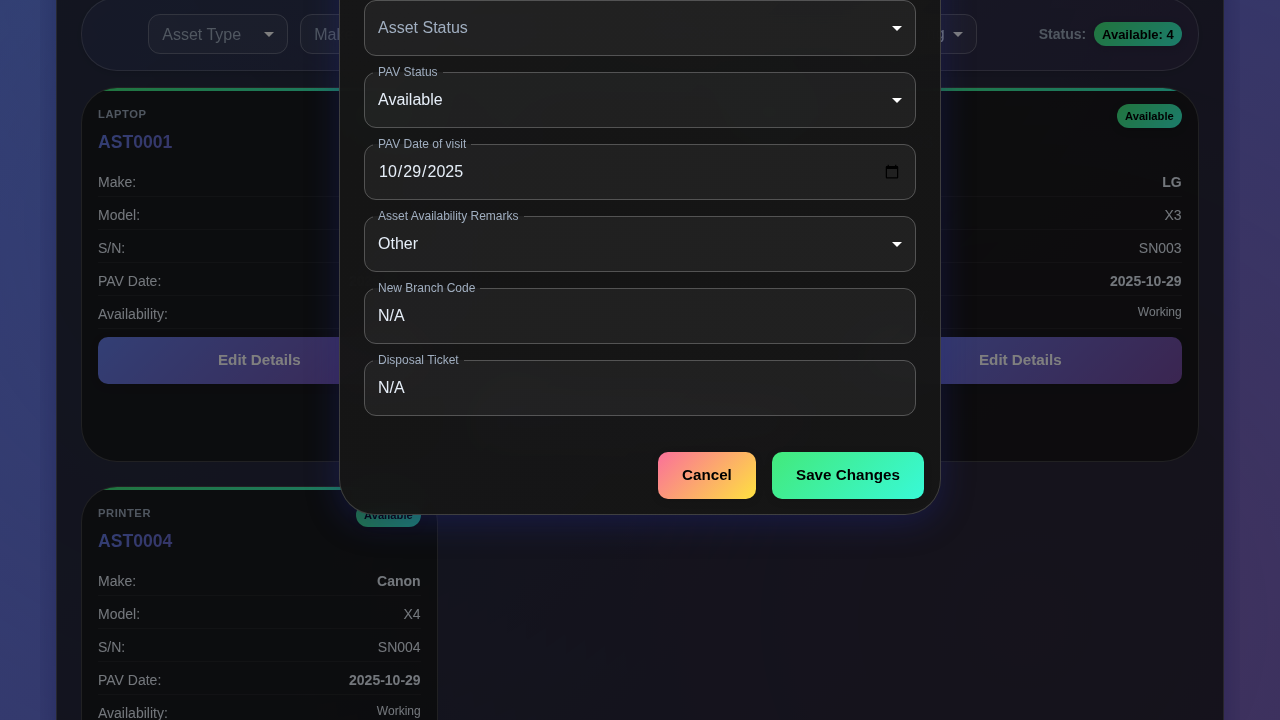 Asset Type
Status:
Available: 4
LAPTOP
AST0001
Make:
Model:
S/N:
PAV Date:
Availability:
Edit Details
Asset Status
PAV Status
Available
PAV Date of visit
10/29/2025
Asset Availability Remarks
Other
New Branch Code
N/A
Disposal Ticket
N/A
Cancel
Save Changes
Available
LG
X3
SN003
2025-10-29
Working
Edit Details
PRINTER
Available
AST0004
Make:
Canon
Model:
X4
S/N:
SN004
PAV Date:
2025-10-29
Availability:
Working